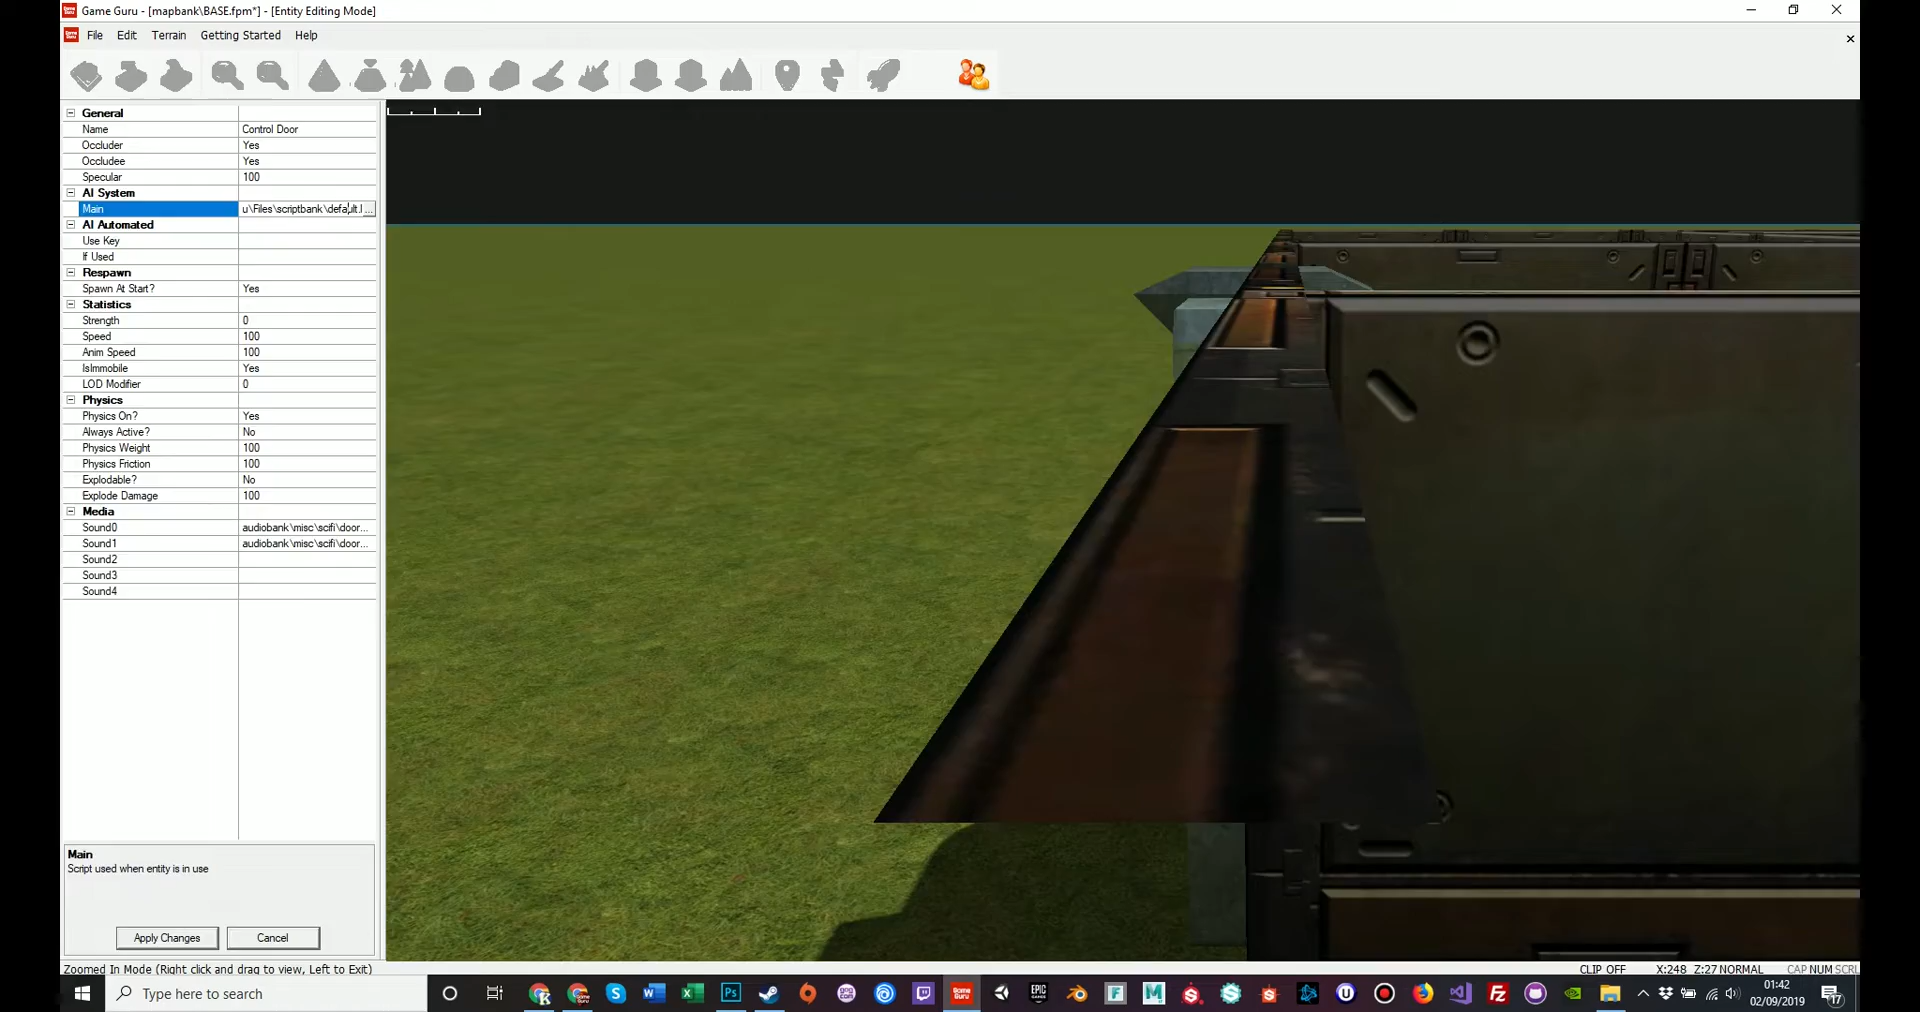 Game Guru - [mapbank\BASE.fpm*] - [Entity Editing Mode]
File Edit Terrain Getting Started Help
General
Name Control Door
Occluder Yes
Occludee Yes
Specular 100
AI System
Main u\Files\scriptbank\default.l ...
AI Automated
Use Key
If Used
Respawn
Spawn At Start? Yes
Statistics
Strength 0
Speed 100
Anim Speed 100
IsImmobile Yes
LOD Modifier 0
Physics
Physics On? Yes
Always Active? No
Physics Weight 100
Physics Friction 100
Explodable? No
Explode Damage 100
Media
Sound0 audiobank\misc\scifi\door...
Sound1 audiobank\misc\scifi\door...
Sound2
Sound3
Sound4
Main
Script used when entity is in use
Apply Changes Cancel
Zoomed In Mode (Right click and drag to view, Left to Exit) CLIP OFF X:248 Z:27 NORMAL CAP NUM SCRL
Type here to search
01:42
02/09/2019
17